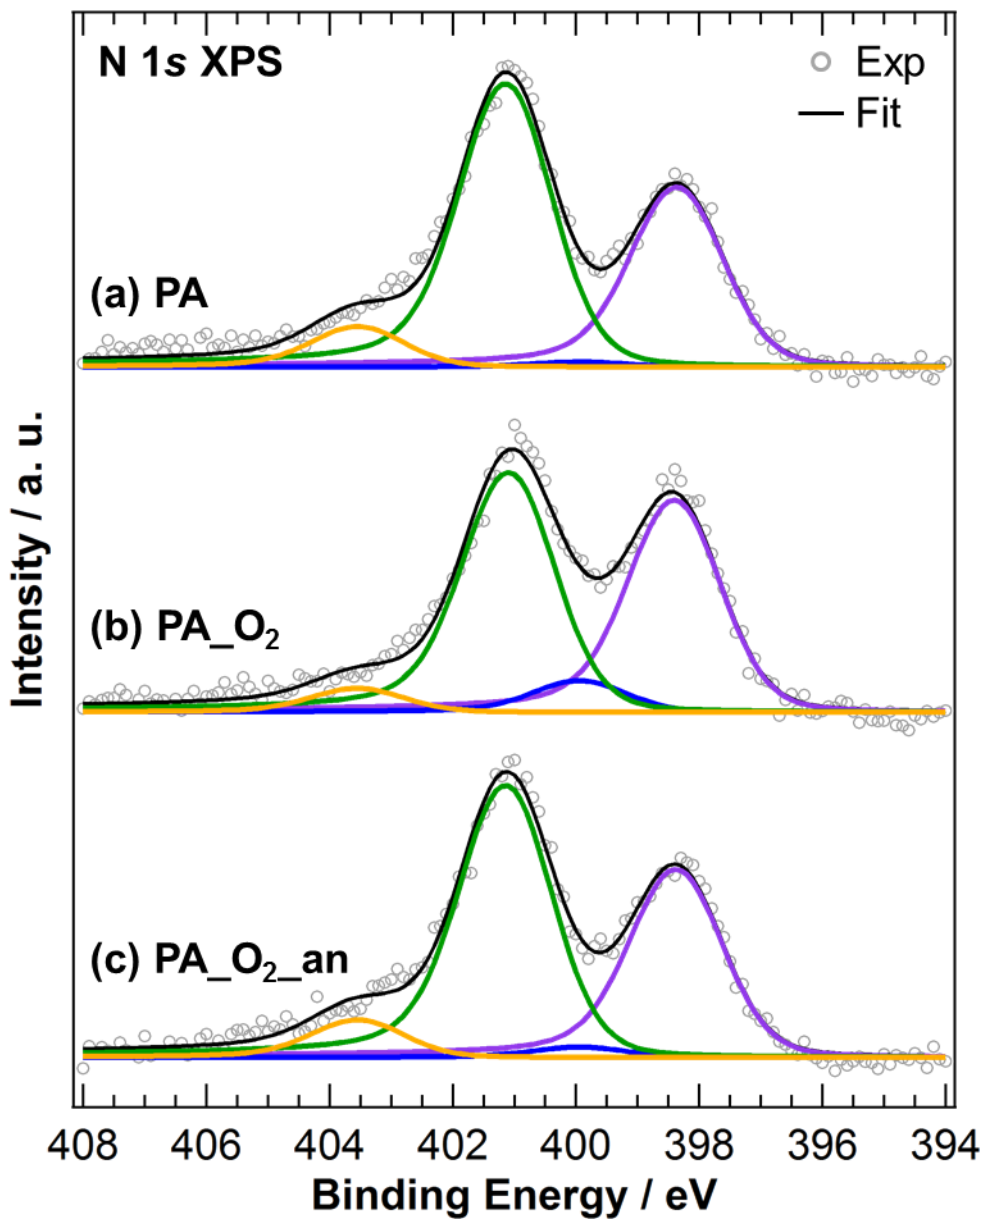 N 1s XPS
Exp
Fit
(a) PA
(b) PA_O₂
(c) PA_O₂_an
Intensity / a. u.
408 406 404 402 400 398 396 394
Binding Energy / eV